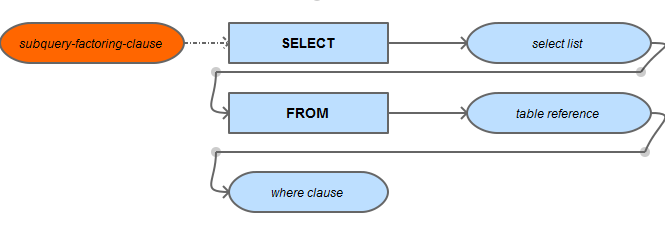 subquery-factoring-clause
SELECT
select list
FROM
table reference
where clause